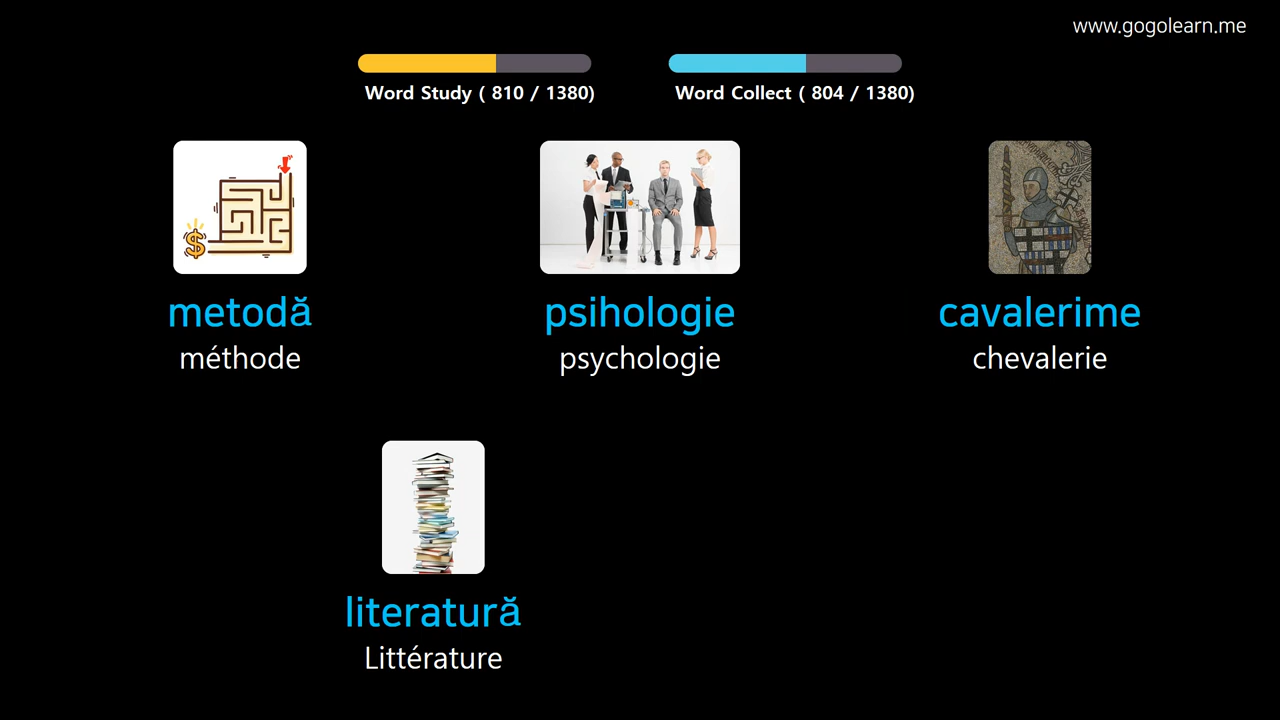 www.gogolearn.me
Word Study ( 810 / 1380)
Word Collect ( 804 / 1380)
metodă
méthode
psihologie
psychologie
cavalerime
chevalerie
literatură
Littérature